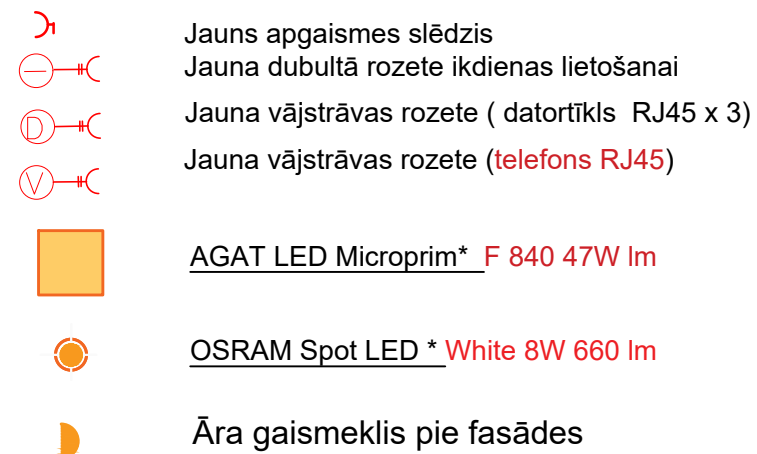 Jauns apgaismes slēdzis
Jauna dubultā rozete ikdienas lietošanai
D Jauna vājstrāvas rozete ( datortīkls RJ45 x 3)
V Jauna vājstrāvas rozete (telefons RJ45)
AGAT LED Microprim* F 840 47W lm
OSRAM Spot LED * White 8W 660 lm
Āra gaismeklis pie fasādes